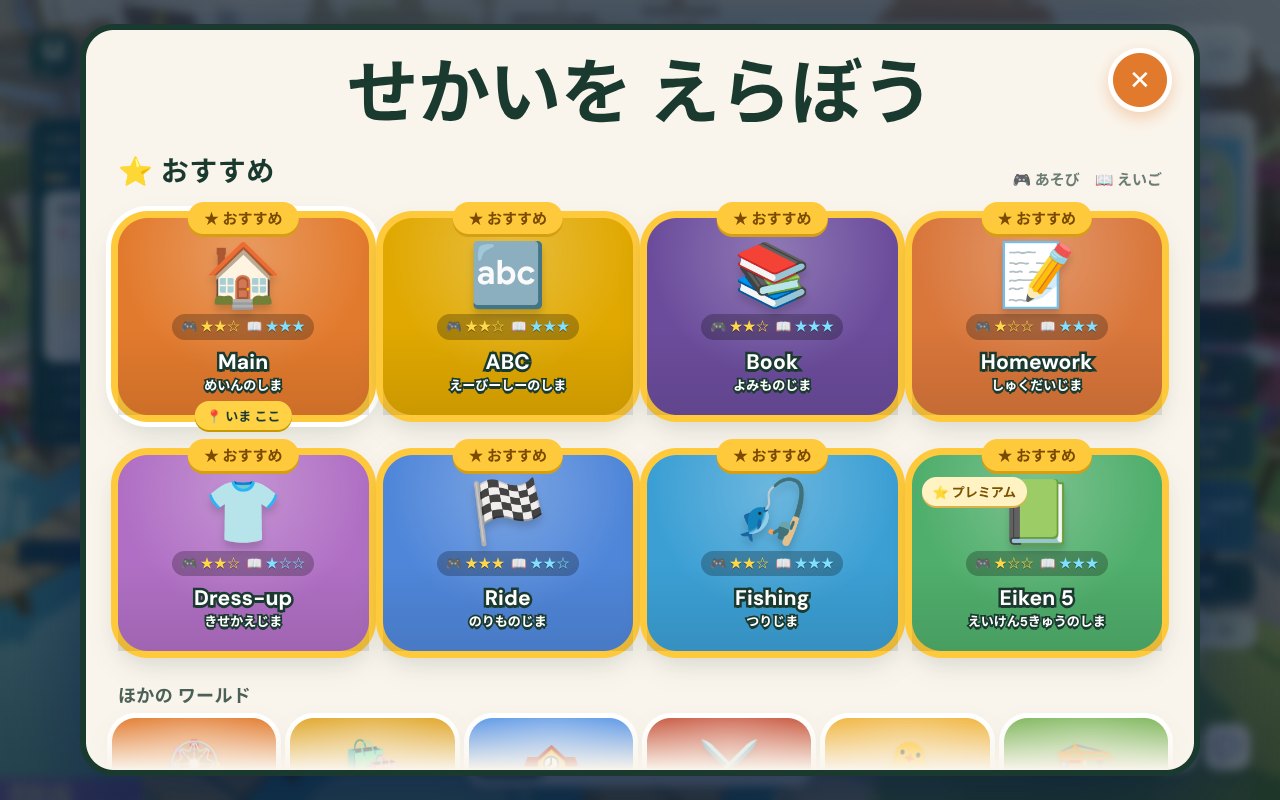 せかいを えらぼう
⭐ おすすめ
🎮 あそび 📖 えいご
★ おすすめ
🎮 ★★☆ 📖 ★★★
Main
めいんのしま
📍 いま ここ
★ おすすめ
abc
🎮 ★★☆ 📖 ★★★
ABC
えーびーしーのしま
★ おすすめ
🎮 ★★☆ 📖 ★★★
Book
よみものじま
★ おすすめ
🎮 ★☆☆ 📖 ★★★
Homework
しゅくだいじま
★ おすすめ
🎮 ★★☆ 📖 ★☆☆
Dress-up
きせかえじま
★ おすすめ
🎮 ★★★ 📖 ★★☆
Ride
のりものじま
★ おすすめ
🎮 ★★☆ 📖 ★★★
Fishing
つりじま
★ おすすめ
⭐ プレミアム
🎮 ★☆☆ 📖 ★★★
Eiken 5
えいけん5きゅうのしま
ほかの ワールド